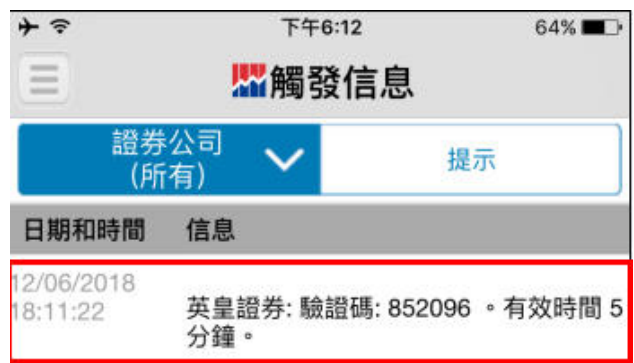 下午6:12
64%
觸發信息
證券公司
(所有)
提示
日期和時間
信息
12/06/2018
18:11:22
英皇證券: 驗證碼: 852096 。有效時間 5
分鐘。